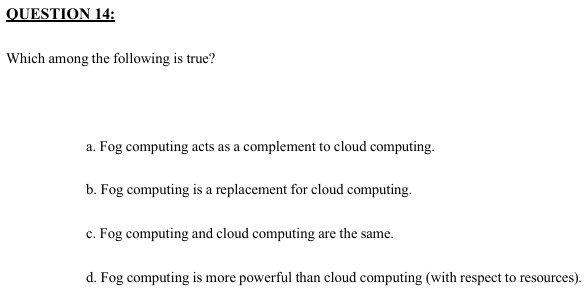 QUESTION 14:
Which among the following is true?
a. Fog computing acts as a complement to cloud computing.
b. Fog computing is a replacement for cloud computing.
c. Fog computing and cloud computing are the same.
d. Fog computing is more powerful than cloud computing (with respect to resources).